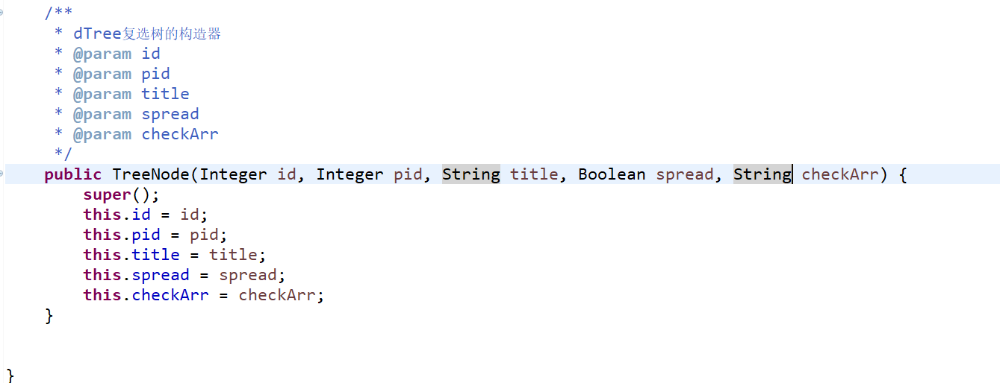 /**
* dTree复选树的构造器
* @param id
* @param pid
* @param title
* @param spread
* @param checkArr
*/
public TreeNode(Integer id, Integer pid, String title, Boolean spread, String checkArr) {
super();
this.id = id;
this.pid = pid;
this.title = title;
this.spread = spread;
this.checkArr = checkArr;
}
}